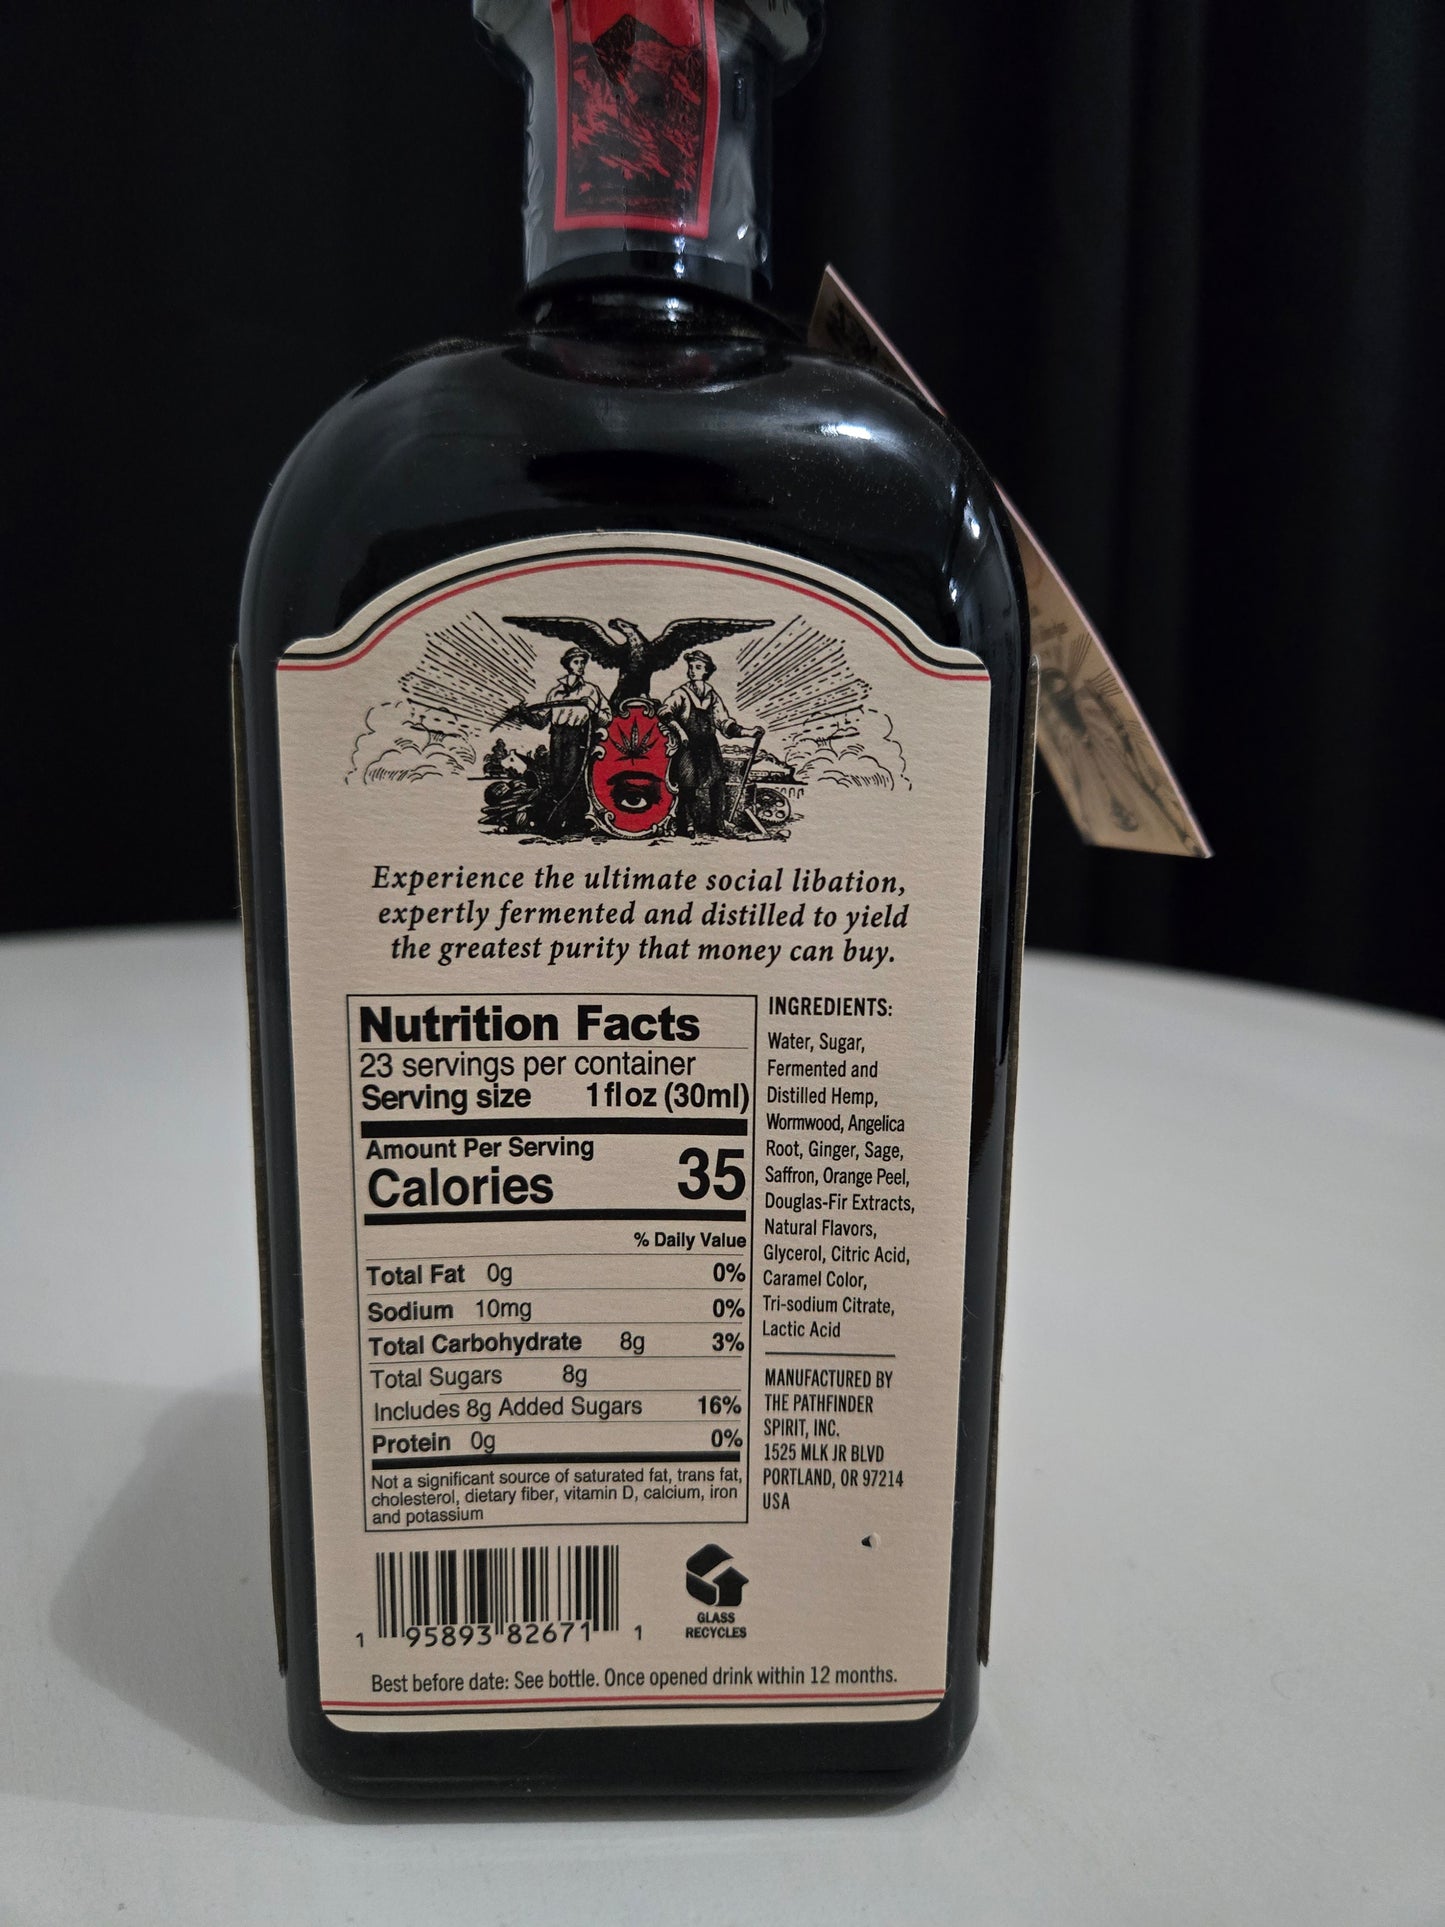 Experience the ultimate social libation,
expertly fermented and distilled to yield
the greatest purity that money can buy.
Nutrition Facts
23 servings per container
Serving size 1floz (30ml)
Amount Per Serving
Calories 35
% Daily Value
Total Fat 0g 0%
Sodium 10mg 0%
Total Carbohydrate 8g 3%
Total Sugars 8g
Includes 8g Added Sugars 16%
Protein 0g 0%
Not a significant source of saturated fat, trans fat,
cholesterol, dietary fiber, vitamin D, calcium, iron
and potassium
INGREDIENTS:
Water, Sugar,
Fermented and
Distilled Hemp,
Wormwood, Angelica
Root, Ginger, Sage,
Saffron, Orange Peel,
Douglas-Fir Extracts,
Natural Flavors,
Glycerol, Citric Acid,
Caramel Color,
Tri-sodium Citrate,
Lactic Acid
MANUFACTURED BY
THE PATHFINDER
SPIRIT, INC.
1525 MLK JR BLVD
PORTLAND, OR 97214
USA
1 95893 82671 1
GLASS
RECYCLES
Best before date: See bottle. Once opened drink within 12 months.